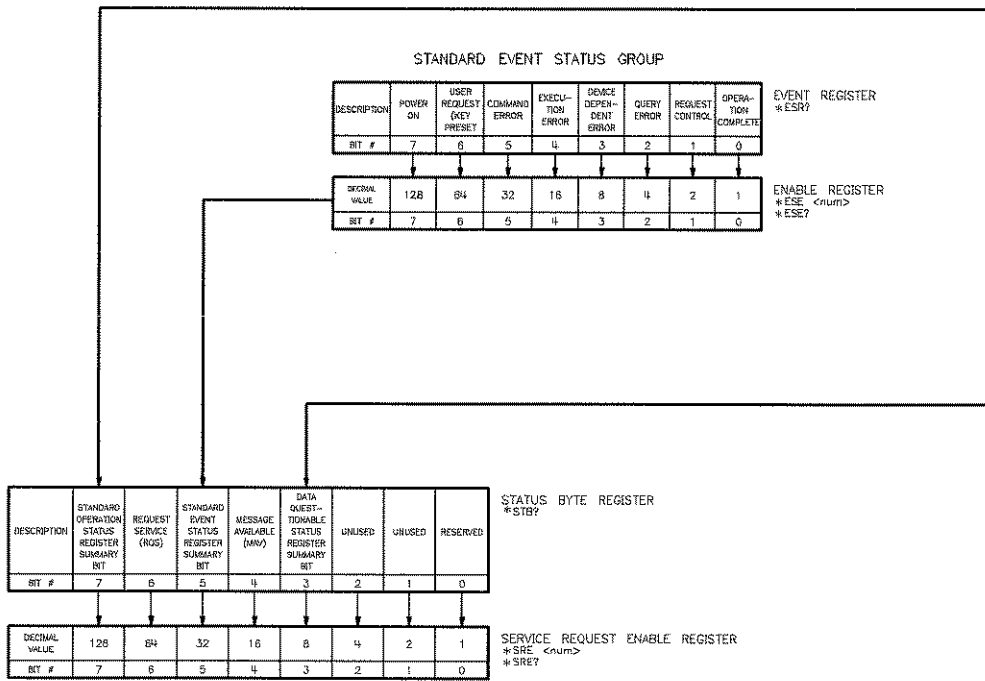 STANDARD EVENT STATUS GROUP
DESCRIPTION
POWER
ON
USER
REQUEST
(KEY
PRESET
COMMAND
ERROR
EXECU-
TION
ERROR
DEVICE
DEPEN-
DENT
ERROR
QUERY
ERROR
REQUEST
CONTROL
OPERA-
TION
COMPLETE
BIT # 7 6 5 4 3 2 1 0
EVENT REGISTER
*ESR?
DECIMAL
VALUE
128 64 32 16 8 4 2 1
BIT # 7 6 5 4 3 2 1 0
ENABLE REGISTER
*ESE <num>
*ESE?
DESCRIPTION
STANDARD
OPERATION
STATUS
REGISTER
SUMMARY
BIT
REQUEST
SERVICE
(RQS)
STANDARD
EVENT
STATUS
REGISTER
SUMMARY
BIT
MESSAGE
AVAILABLE
(MAV)
DATA
QUEST-
TIONABLE
STATUS
REGISTER
SUMMARY
BIT
UNUSED
UNUSED
RESERVED
BIT # 7 6 5 4 3 2 1 0
STATUS BYTE REGISTER
*STB?
DECIMAL
VALUE
128 64 32 16 8 4 2 1
BIT # 7 6 5 4 3 2 1 0
SERVICE REQUEST ENABLE REGISTER
*SRE <num>
*SRE?